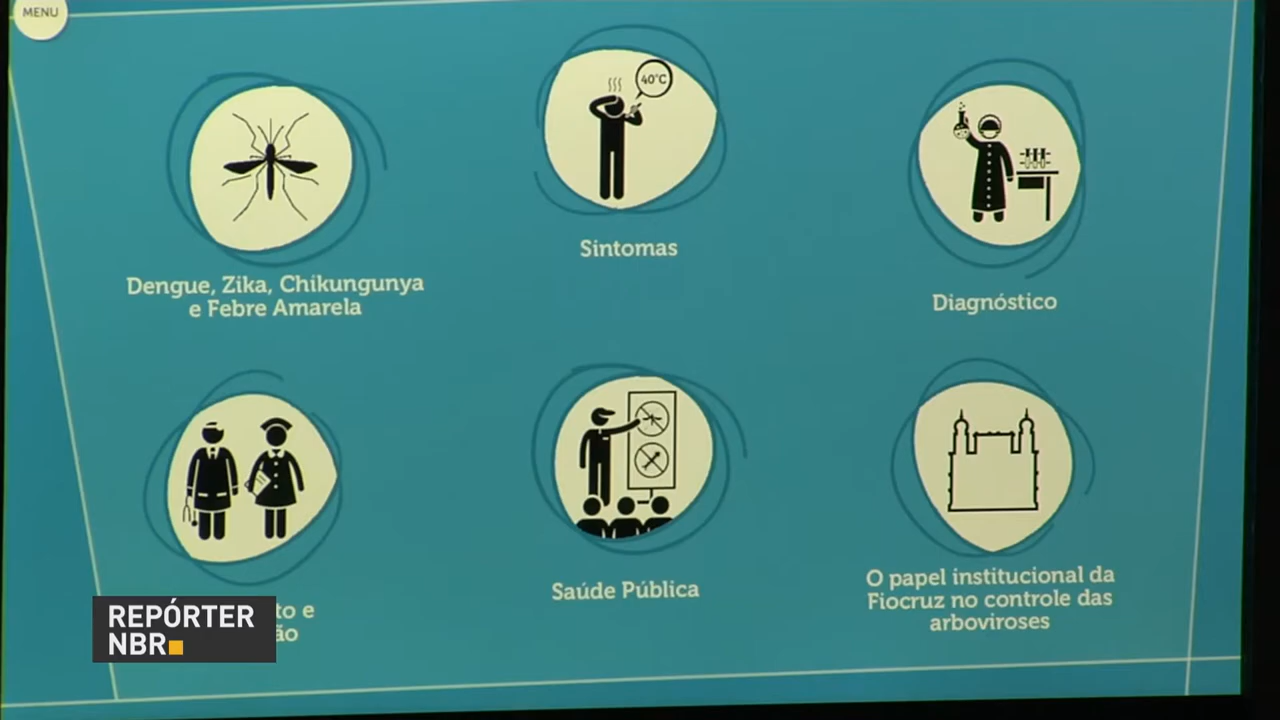 MENU
40°C
Dengue, Zika, Chikungunya
e Febre Amarela
Sintomas
Diagnóstico
to e
ão
Saúde Pública
O papel institucional da
Fiocruz no controle das
arboviroses
REPÓRTER
NBR